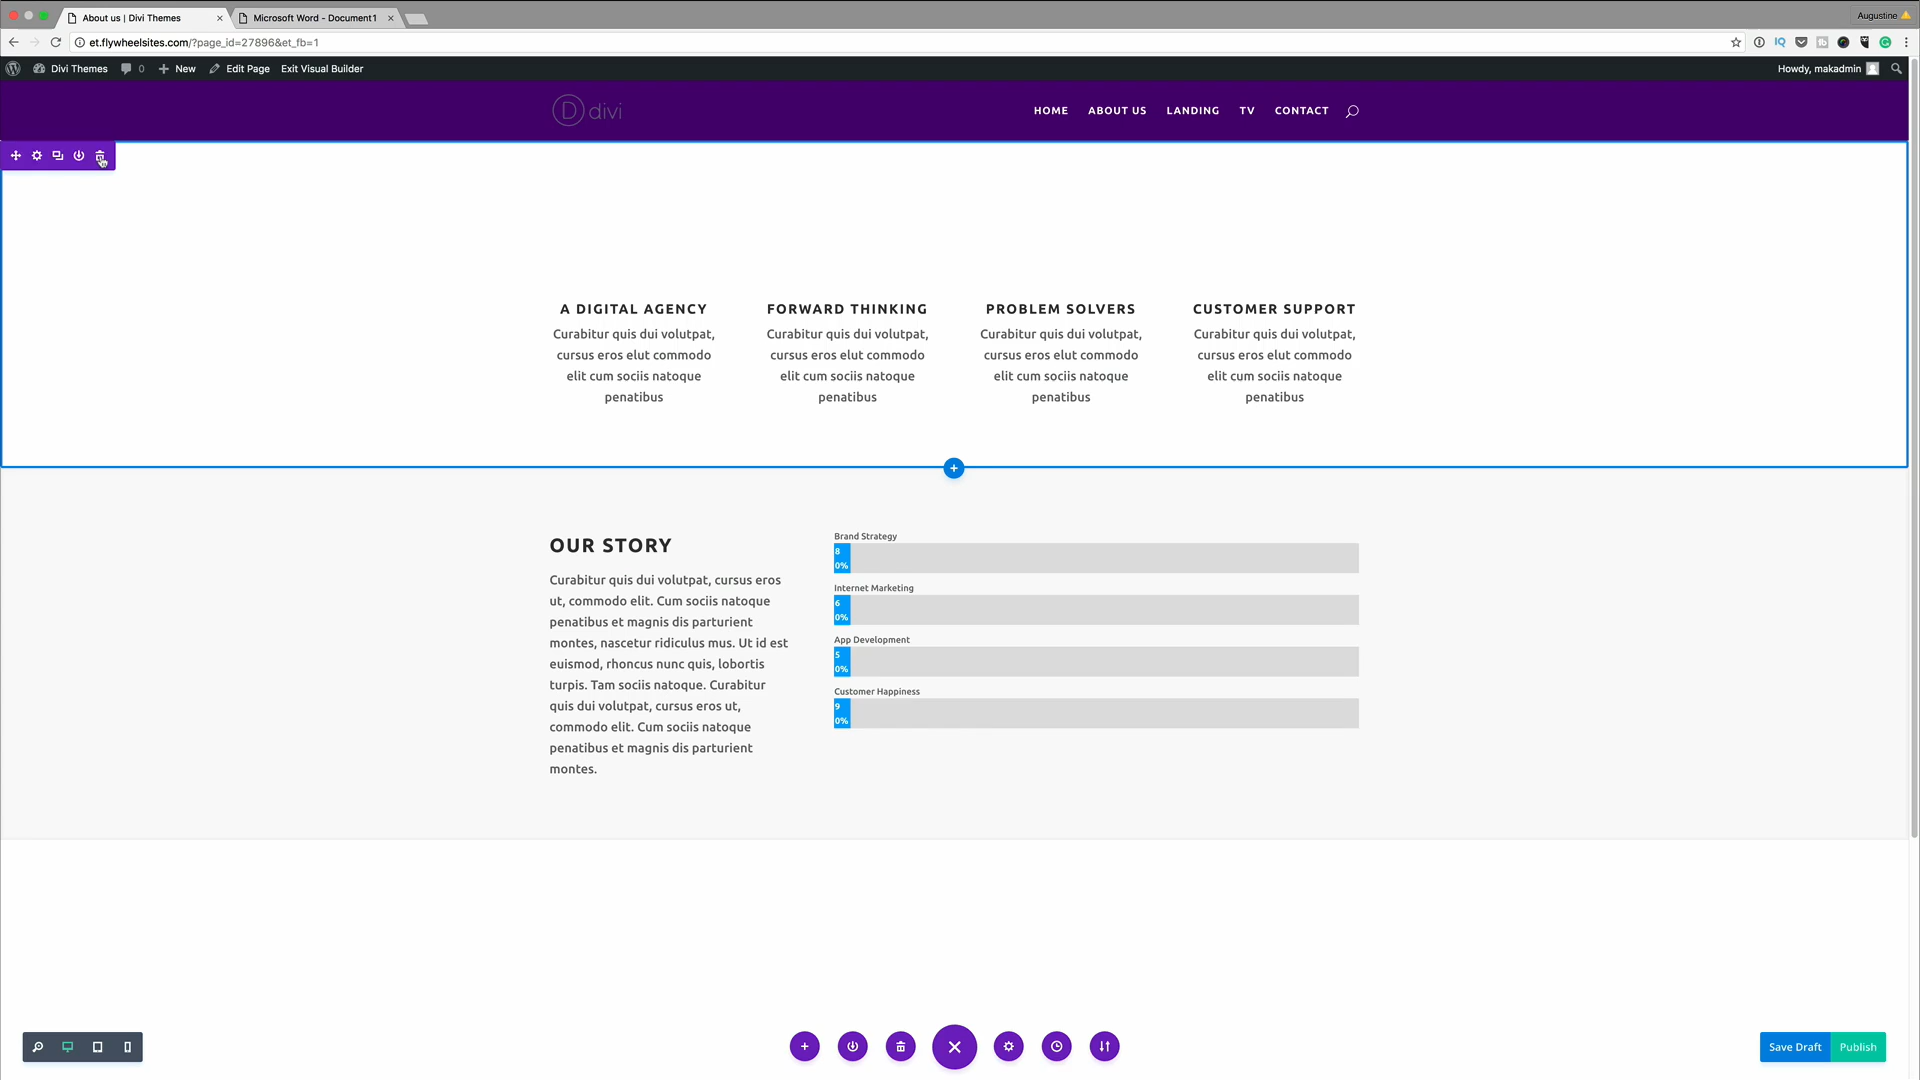 About us | Divi Themes
Microsoft Word - Document1
Augustine
et.flywheelsites.com/?page_id=27896&et_fb=1
Divi Themes 0 New Edit Page Exit Visual Builder
Howdy, makadmin
D divi
HOME ABOUT US LANDING TV CONTACT
A DIGITAL AGENCY
Curabitur quis dui volutpat,
cursus eros elut commodo
elit cum sociis natoque
penatibus
FORWARD THINKING
Curabitur quis dui volutpat,
cursus eros elut commodo
elit cum sociis natoque
penatibus
PROBLEM SOLVERS
Curabitur quis dui volutpat,
cursus eros elut commodo
elit cum sociis natoque
penatibus
CUSTOMER SUPPORT
Curabitur quis dui volutpat,
cursus eros elut commodo
elit cum sociis natoque
penatibus
OUR STORY
Curabitur quis dui volutpat, cursus eros
ut, commodo elit. Cum sociis natoque
penatibus et magnis dis parturient
montes, nascetur ridiculus mus. Ut id est
euismod, rhoncus nunc quis, lobortis
turpis. Tam sociis natoque. Curabitur
quis dui volutpat, cursus eros ut,
commodo elit. Cum sociis natoque
penatibus et magnis dis parturient
montes.
Brand Strategy
8
0%
Internet Marketing
6
0%
App Development
5
0%
Customer Happiness
9
0%
Save Draft
Publish